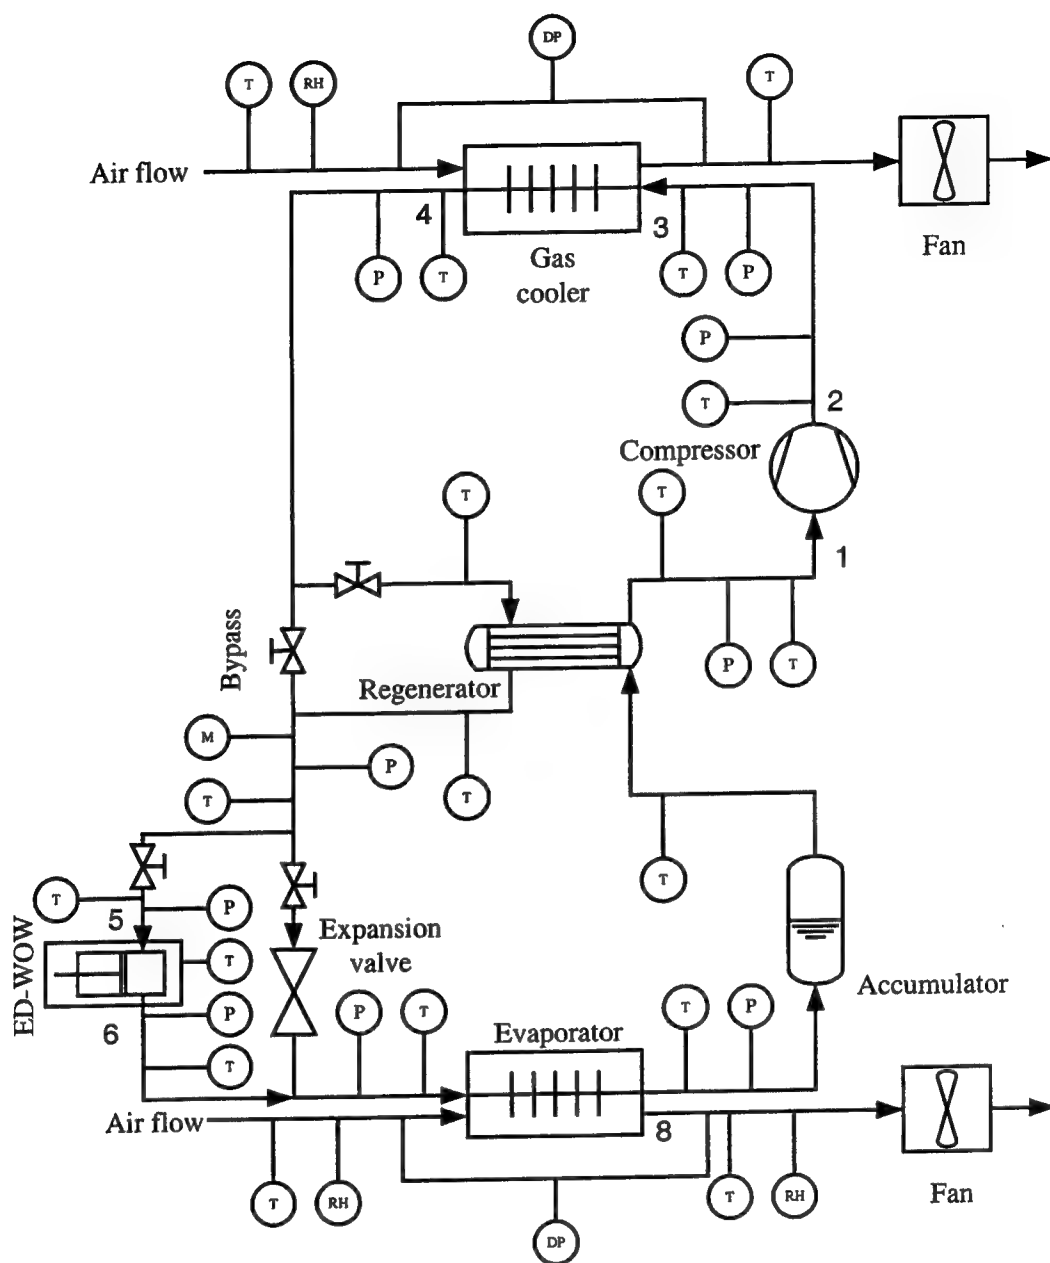 DP
T
RH
T
Air flow
4
3
Fan
P
T
Gas
cooler
T
P
P
T
2
Compressor
T
T
1
Bypass
Regenerator
P
T
M
P
T
T
T
T
5
P
ED-WOW
Expansion
valve
T
P
T
T
P
Accumulator
6
P
Evaporator
T
Air flow
8
T
RH
T
RH
Fan
DP